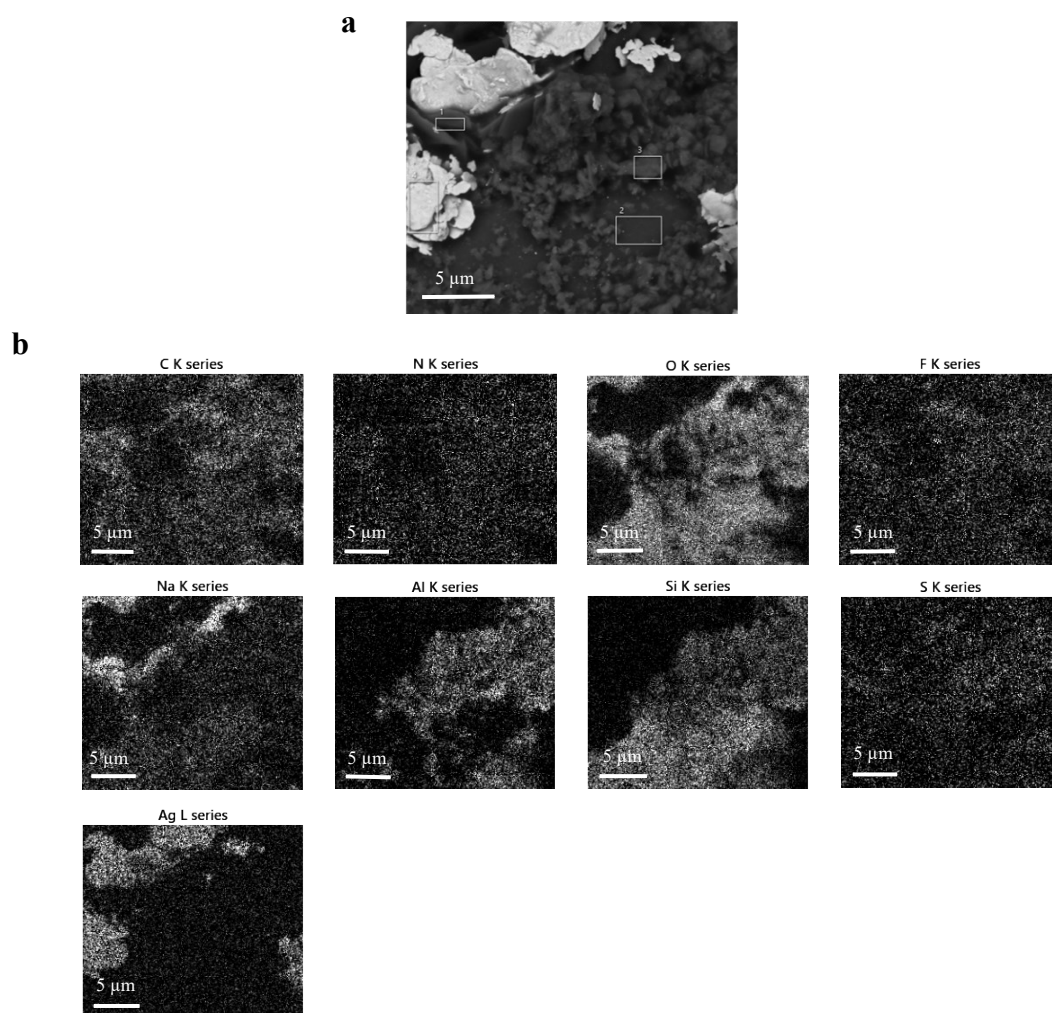 a
1
3
2
5 µm
b
C K series
N K series
O K series
F K series
5 µm
5 µm
5 µm
5 µm
Na K series
Al K series
Si K series
S K series
5 µm
5 µm
5 µm
5 µm
Ag L series
5 µm